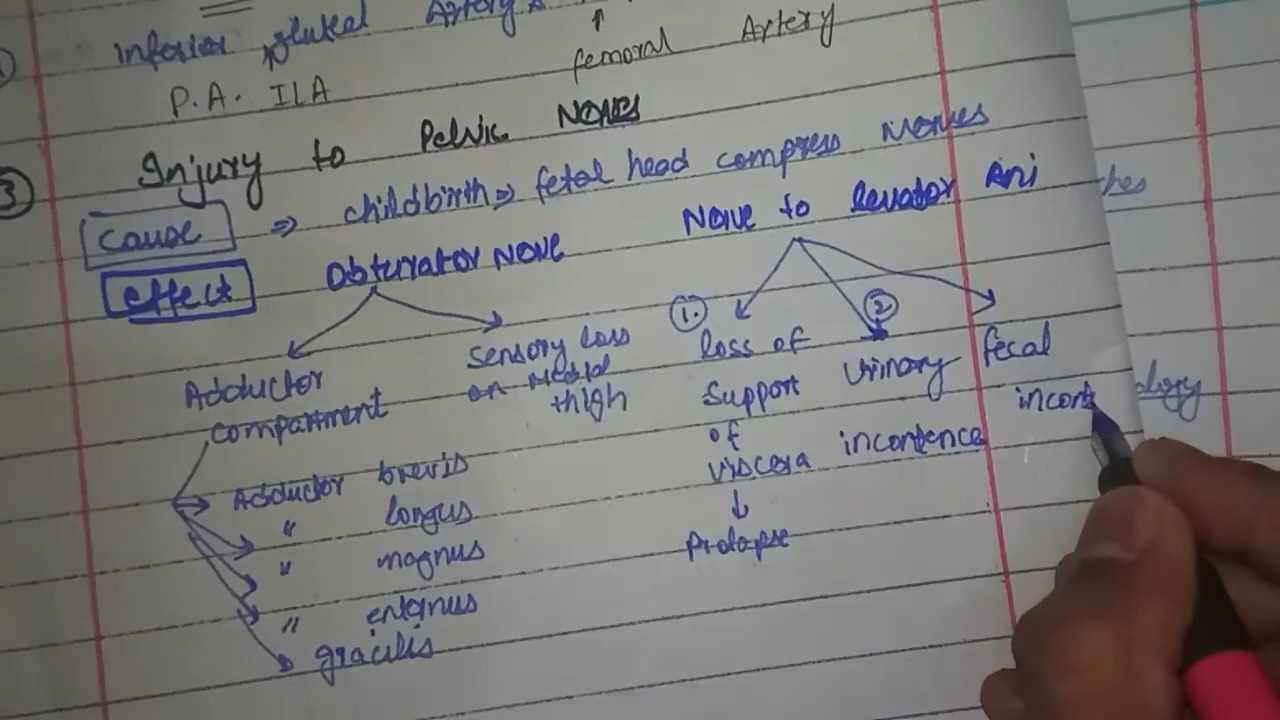 Inferior gluteal Artery
femoral Artery
P.A. ILA
③ Injury to Pelvic Nerves
Cause ⇒ childbirth ⇒ fetal head compress nerves
effect
Obturator Nerve
Nerve to levator Ani
Adductor
compartment
Sensory loss
on medial
thigh
Adductor brevis
" longus
" magnus
"
gracilis
1.
loss of
support
of
viscera
↓
Prolapse
2
Urinary
incontence
fecal
incont
ology